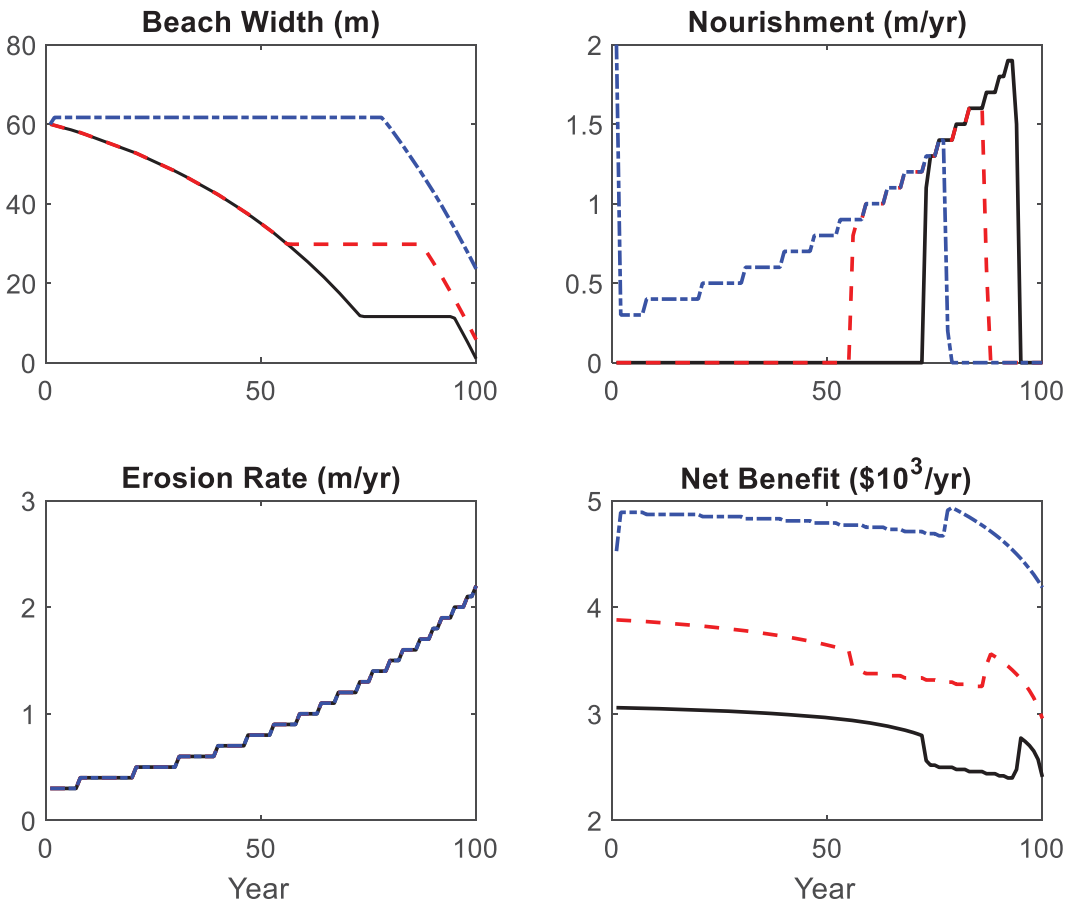 Beach Width (m)
80
60
40
20
0
0 50 100
Nourishment (m/yr)
2
1.5
1
0.5
0
0 50 100
Erosion Rate (m/yr)
3
2
1
0
0 50 100
Year
Net Benefit ($10³/yr)
5
4
3
2
0 50 100
Year